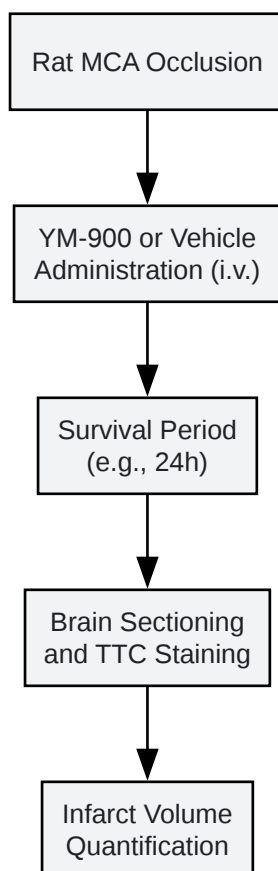 Rat MCA Occlusion
YM-900 or Vehicle
Administration (i.v.)
Survival Period
(e.g., 24h)
Brain Sectioning
and TTC Staining
Infarct Volume
Quantification